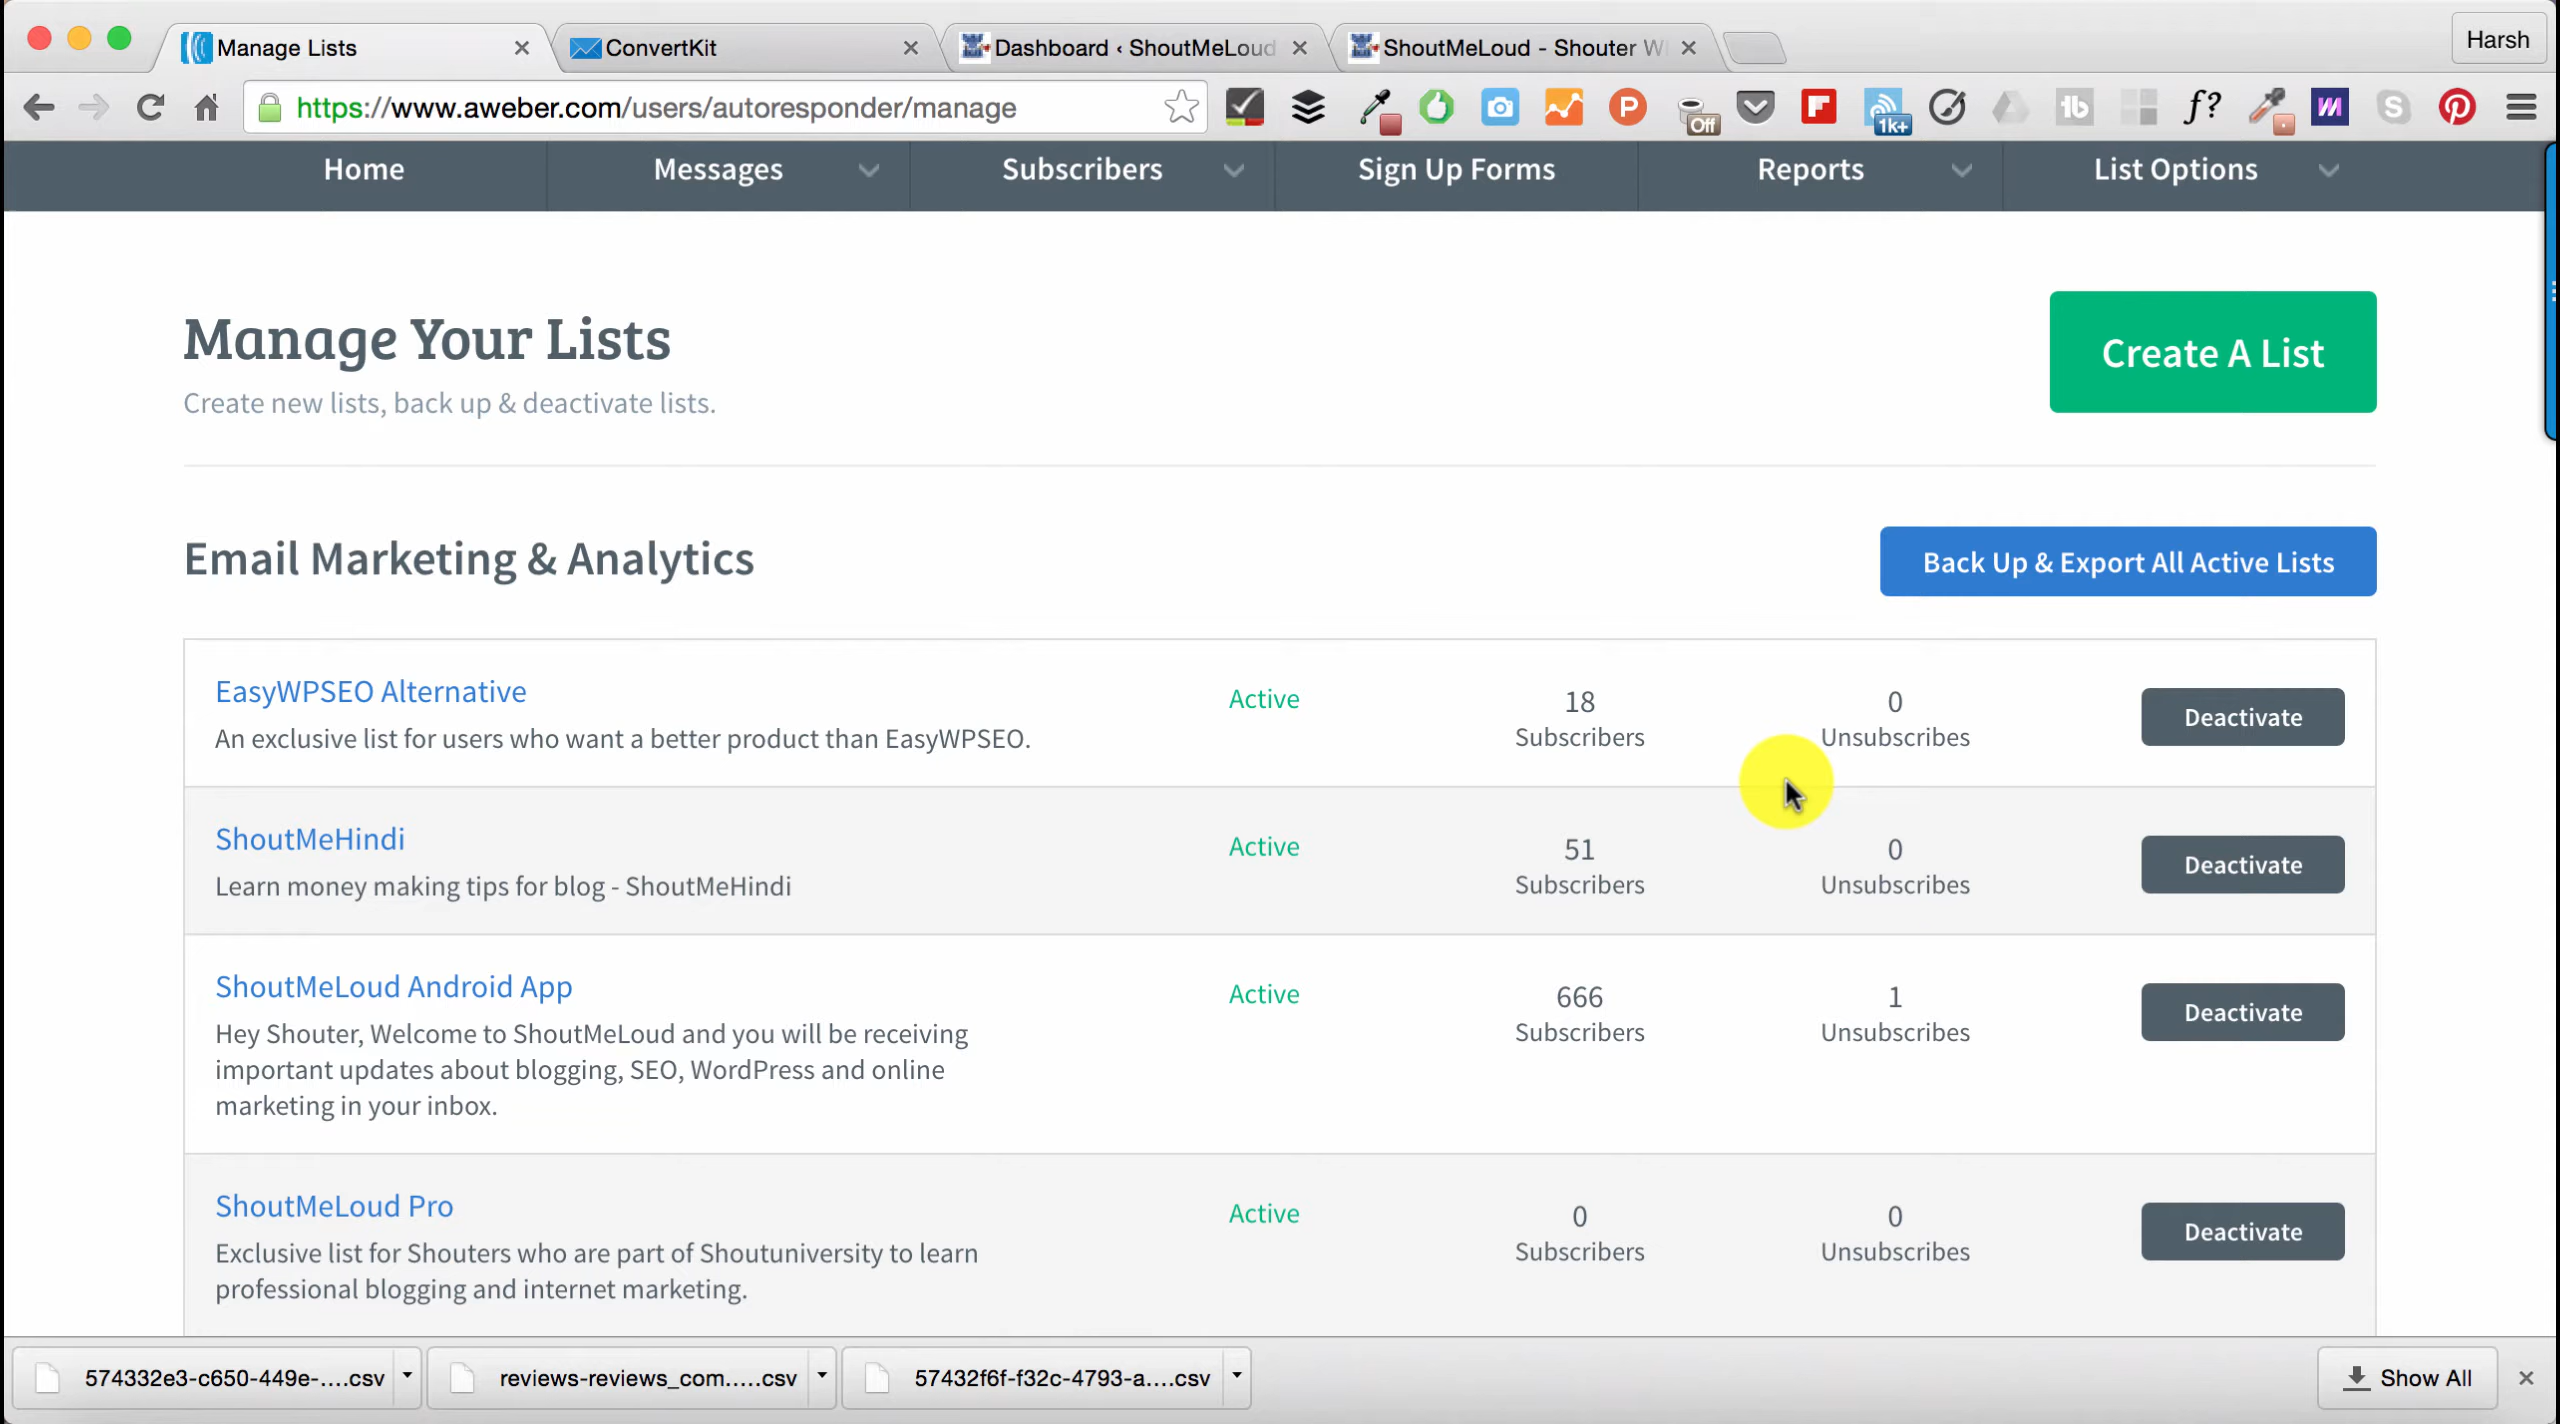 Manage Lists
ConvertKit
Dashboard ‹ ShoutMeLoud
ShoutMeLoud - Shouter W
Harsh
https://www.aweber.com/users/autoresponder/manage
Off
1k+
f?
Home
Messages
Subscribers
Sign Up Forms
Reports
List Options
Manage Your Lists
Create new lists, back up & deactivate lists.
Create A List
Email Marketing & Analytics
Back Up & Export All Active Lists
EasyWPSEO Alternative
An exclusive list for users who want a better product than EasyWPSEO.
Active
18
Subscribers
0
Unsubscribes
Deactivate
ShoutMeHindi
Learn money making tips for blog - ShoutMeHindi
Active
51
Subscribers
0
Unsubscribes
Deactivate
ShoutMeLoud Android App
Hey Shouter, Welcome to ShoutMeLoud and you will be receiving
important updates about blogging, SEO, WordPress and online
marketing in your inbox.
Active
666
Subscribers
1
Unsubscribes
Deactivate
ShoutMeLoud Pro
Exclusive list for Shouters who are part of Shoutuniversity to learn
professional blogging and internet marketing.
Active
0
Subscribers
0
Unsubscribes
Deactivate
574332e3-c650-449e-....csv
reviews-reviews_com.....csv
57432f6f-f32c-4793-a....csv
Show All